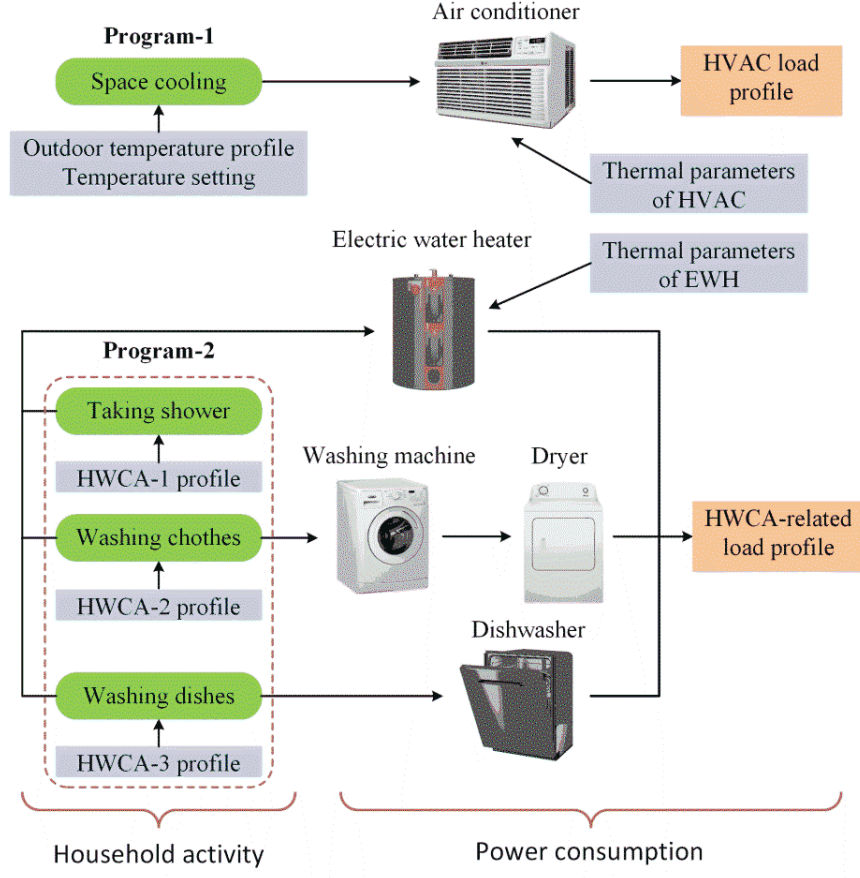 Air conditioner
Program-1
Space cooling
HVAC load
profile
Outdoor temperature profile
Temperature setting
Thermal parameters
of HVAC
Electric water heater
Thermal parameters
of EWH
Program-2
Taking shower
HWCA-1 profile
Washing machine
Dryer
Washing chothes
HWCA-related
load profile
HWCA-2 profile
Dishwasher
Washing dishes
HWCA-3 profile
Household activity
Power consumption